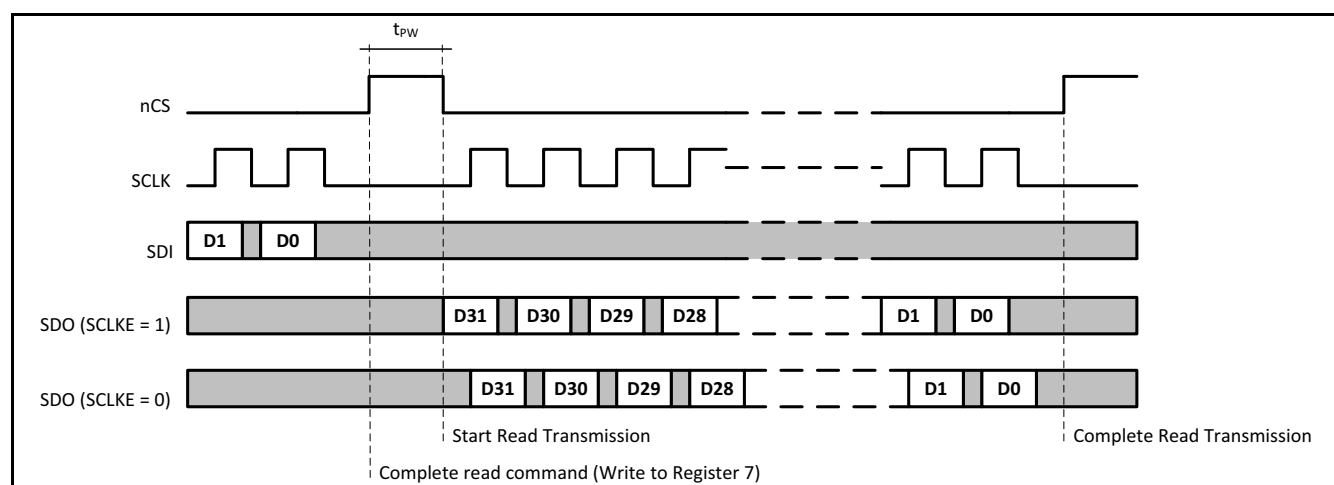 tPW
nCS
SCLK
SDI D1 D0
SDO (SCLKE = 1) D31 D30 D29 D28 D1 D0
SDO (SCLKE = 0) D31 D30 D29 D28 D1 D0
Start Read Transmission Complete Read Transmission
Complete read command (Write to Register 7)